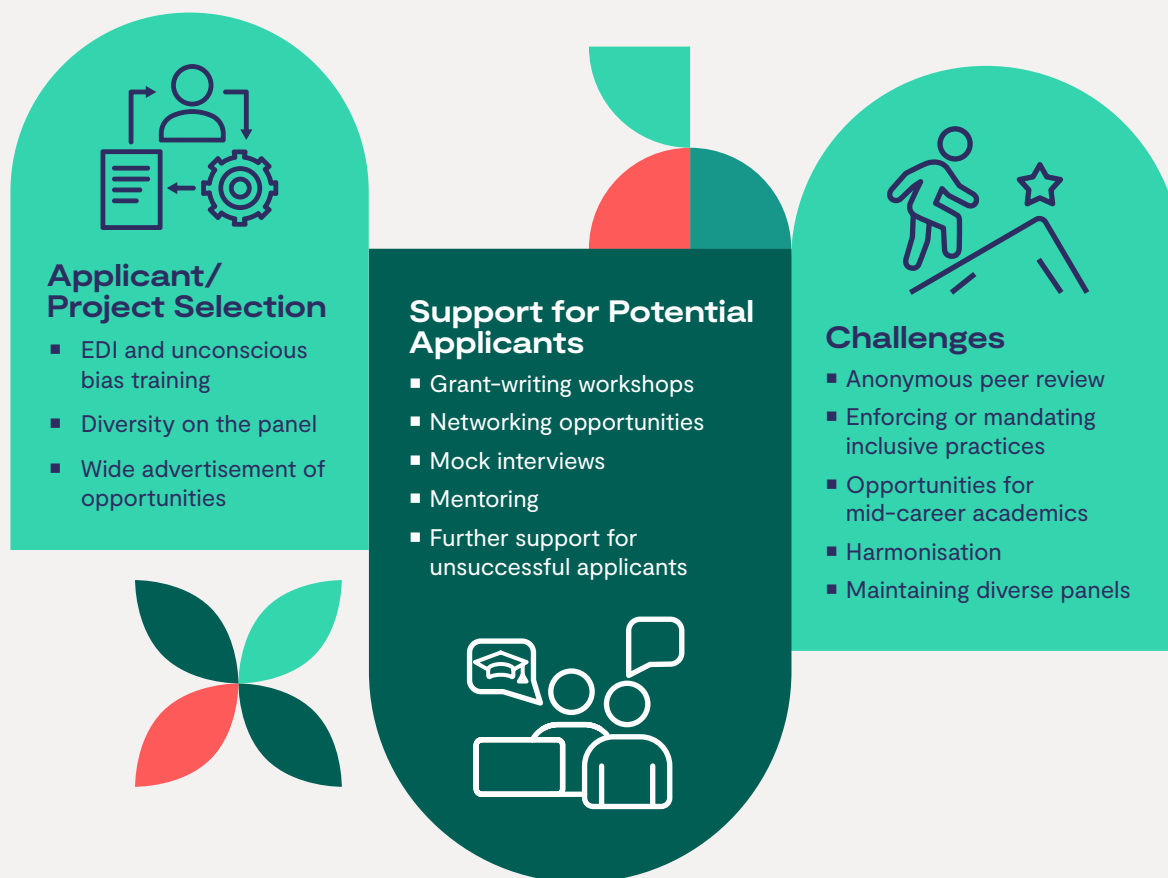 Applicant/
Project Selection
▪ EDI and unconscious
bias training
▪ Diversity on the panel
▪ Wide advertisement of
opportunities
Support for Potential
Applicants
▪ Grant-writing workshops
▪ Networking opportunities
▪ Mock interviews
▪ Mentoring
▪ Further support for
unsuccessful applicants
Challenges
▪ Anonymous peer review
▪ Enforcing or mandating
inclusive practices
▪ Opportunities for
mid-career academics
▪ Harmonisation
▪ Maintaining diverse panels